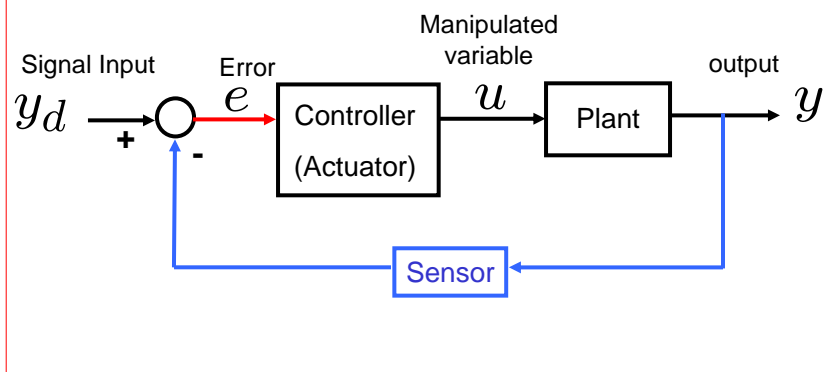 Signal Input
y_d
+
-
Error
e
Controller
(Actuator)
Manipulated
variable
u
Plant
output
y
Sensor